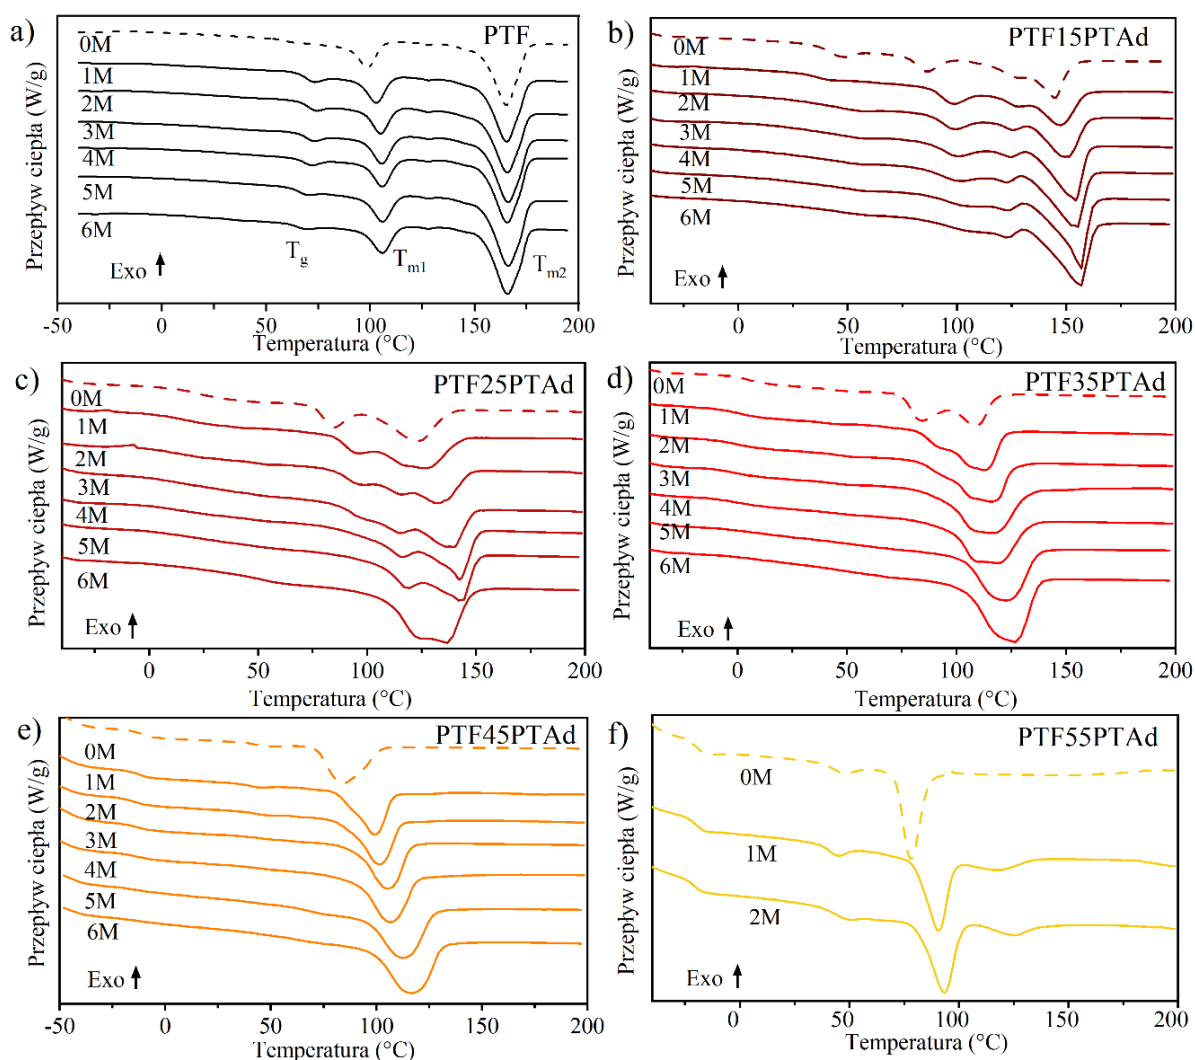 a)
PTF
0M
1M
2M
3M
4M
5M
6M
Tg
Tm1
Tm2
Exo
Przepływ ciepła (W/g)
-50 0 50 100 150 200
Temperatura (°C)
b)
PTF15PTAd
0M
1M
2M
3M
4M
5M
6M
Exo
Przepływ ciepła (W/g)
0 50 100 150 200
Temperatura (°C)
c)
PTF25PTAd
0M
1M
2M
3M
4M
5M
6M
Exo
Przepływ ciepła (W/g)
0 50 100 150 200
Temperatura (°C)
d)
PTF35PTAd
0M
1M
2M
3M
4M
5M
6M
Exo
Przepływ ciepła (W/g)
0 50 100 150 200
Temperatura (°C)
e)
PTF45PTAd
0M
1M
2M
3M
4M
5M
6M
Exo
Przepływ ciepła (W/g)
-50 0 50 100 150 200
Temperatura (°C)
f)
PTF55PTAd
0M
1M
2M
Exo
Przepływ ciepła (W/g)
0 50 100 150 200
Temperatura (°C)